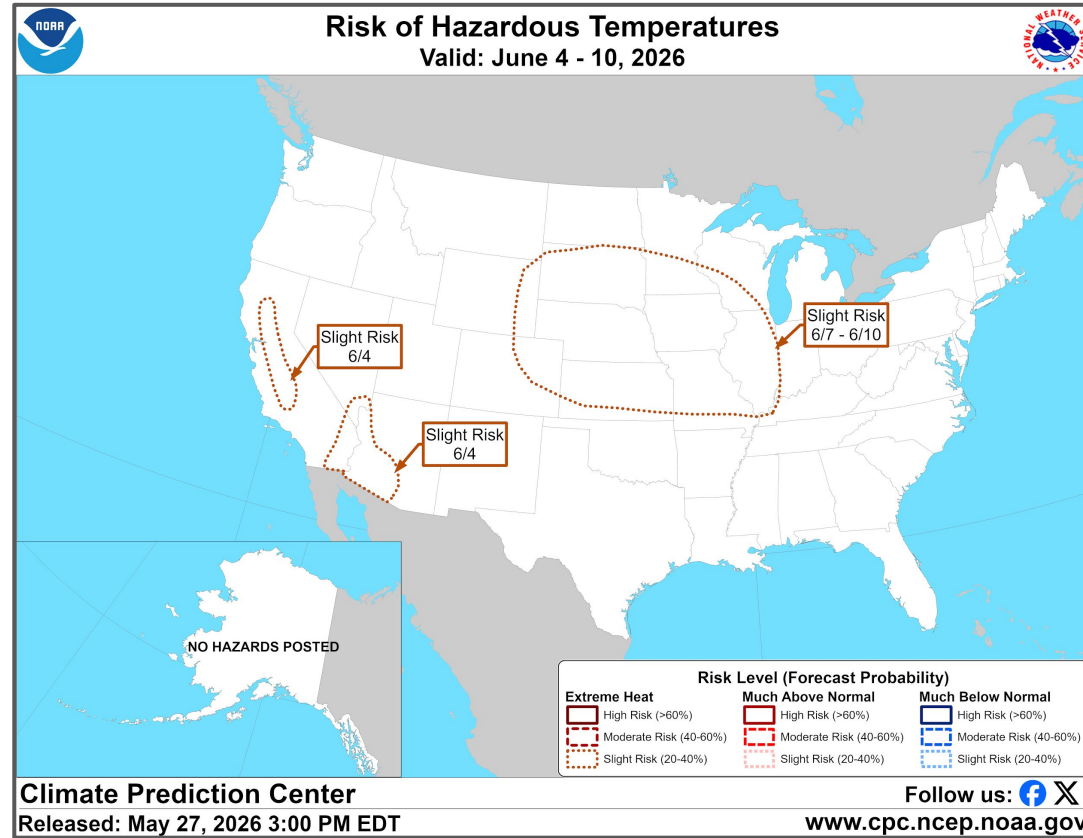 NOAA
Risk of Hazardous Temperatures
Valid: June 4 - 10, 2026
NATIONAL WEATHER SERVICE
Slight Risk
6/7 - 6/10
Slight Risk
6/4
Slight Risk
6/4
NO HAZARDS POSTED
Risk Level (Forecast Probability)
Extreme Heat
High Risk (>60%)
Moderate Risk (40-60%)
Slight Risk (20-40%)
Much Above Normal
High Risk (>60%)
Moderate Risk (40-60%)
Slight Risk (20-40%)
Much Below Normal
High Risk (>60%)
Moderate Risk (40-60%)
Slight Risk (20-40%)
Climate Prediction Center
Follow us:
Released: May 27, 2026 3:00 PM EDT
www.cpc.ncep.noaa.gov